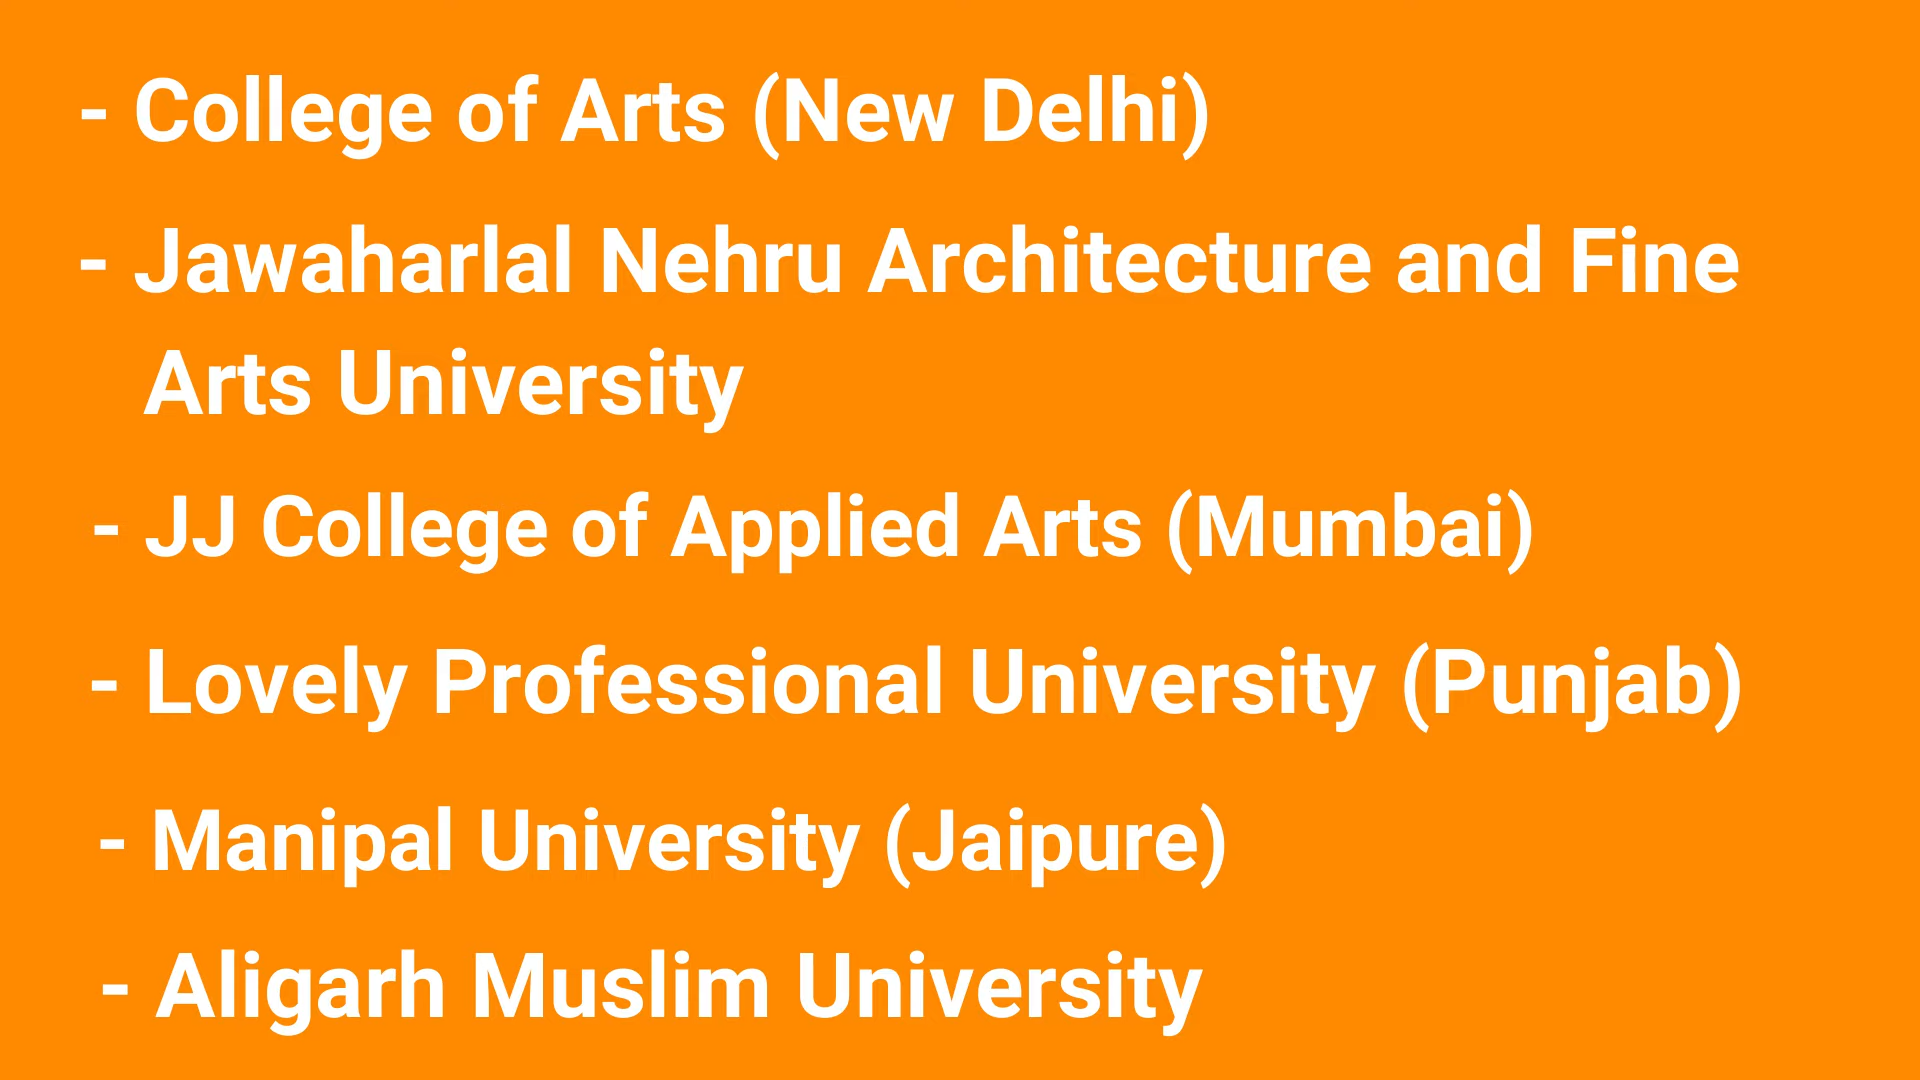 - College of Arts (New Delhi)
- Jawaharlal Nehru Architecture and Fine
Arts University
- JJ College of Applied Arts (Mumbai)
- Lovely Professional University (Punjab)
- Manipal University (Jaipure)
- Aligarh Muslim University